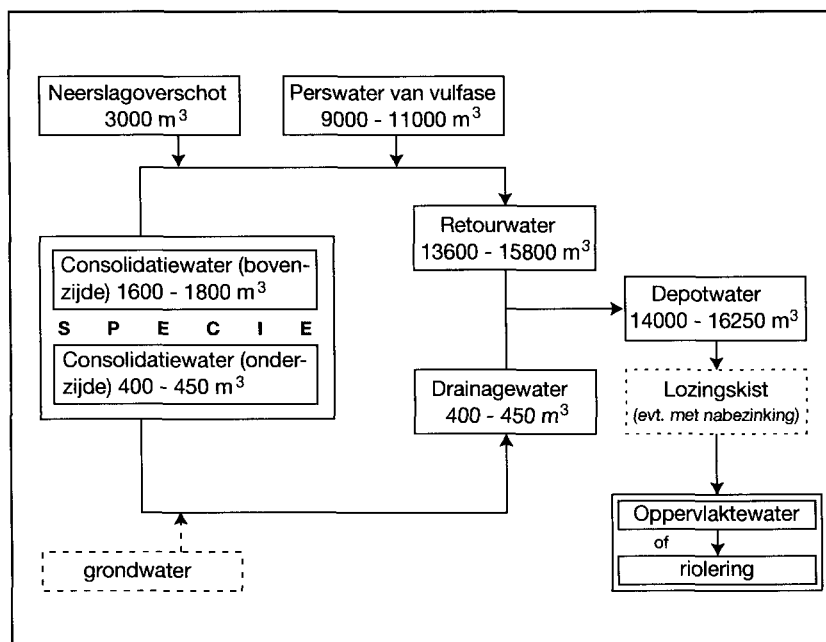 Neerslagoverschot
3000 m³
Perswater van vulfase
9000 - 11000 m³
Retourwater
13600 - 15800 m³
Consolidatiewater (boven-
zijde) 1600 - 1800 m³
S P E C I E
Consolidatiewater (onder-
zijde) 400 - 450 m³
Depotwater
14000 - 16250 m³
Drainagewater
400 - 450 m³
Lozingskist
(evt. met nabezinking)
Oppervlaktewater
of
riolering
grondwater